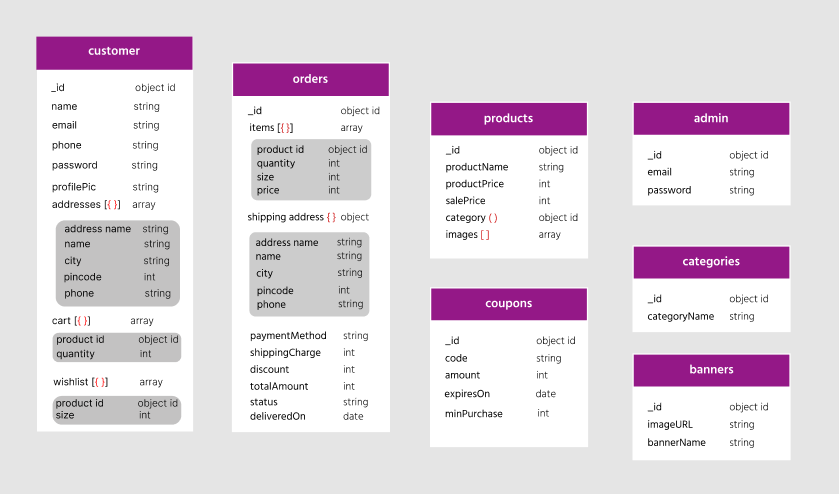 customer
_id object id
name string
email string
phone string
password string
profilePic string
addresses [{ }] array
address name string
name string
city string
pincode int
phone string
cart [{ }] array
product id object id
quantity int
wishlist [{ }] array
product id object id
size int
orders
_id object id
items [{ }] array
product id object id
quantity int
size int
price int
shipping address { } object
address name string
name string
city string
pincode int
phone string
paymentMethod string
shippingCharge int
discount int
totalAmount int
status string
deliveredOn date
products
_id object id
productName string
productPrice int
salePrice int
category ( ) object id
images [ ] array
coupons
_id object id
code string
amount int
expiresOn date
minPurchase int
admin
_id object id
email string
password string
categories
_id object id
categoryName string
banners
_id object id
imageURL string
bannerName string